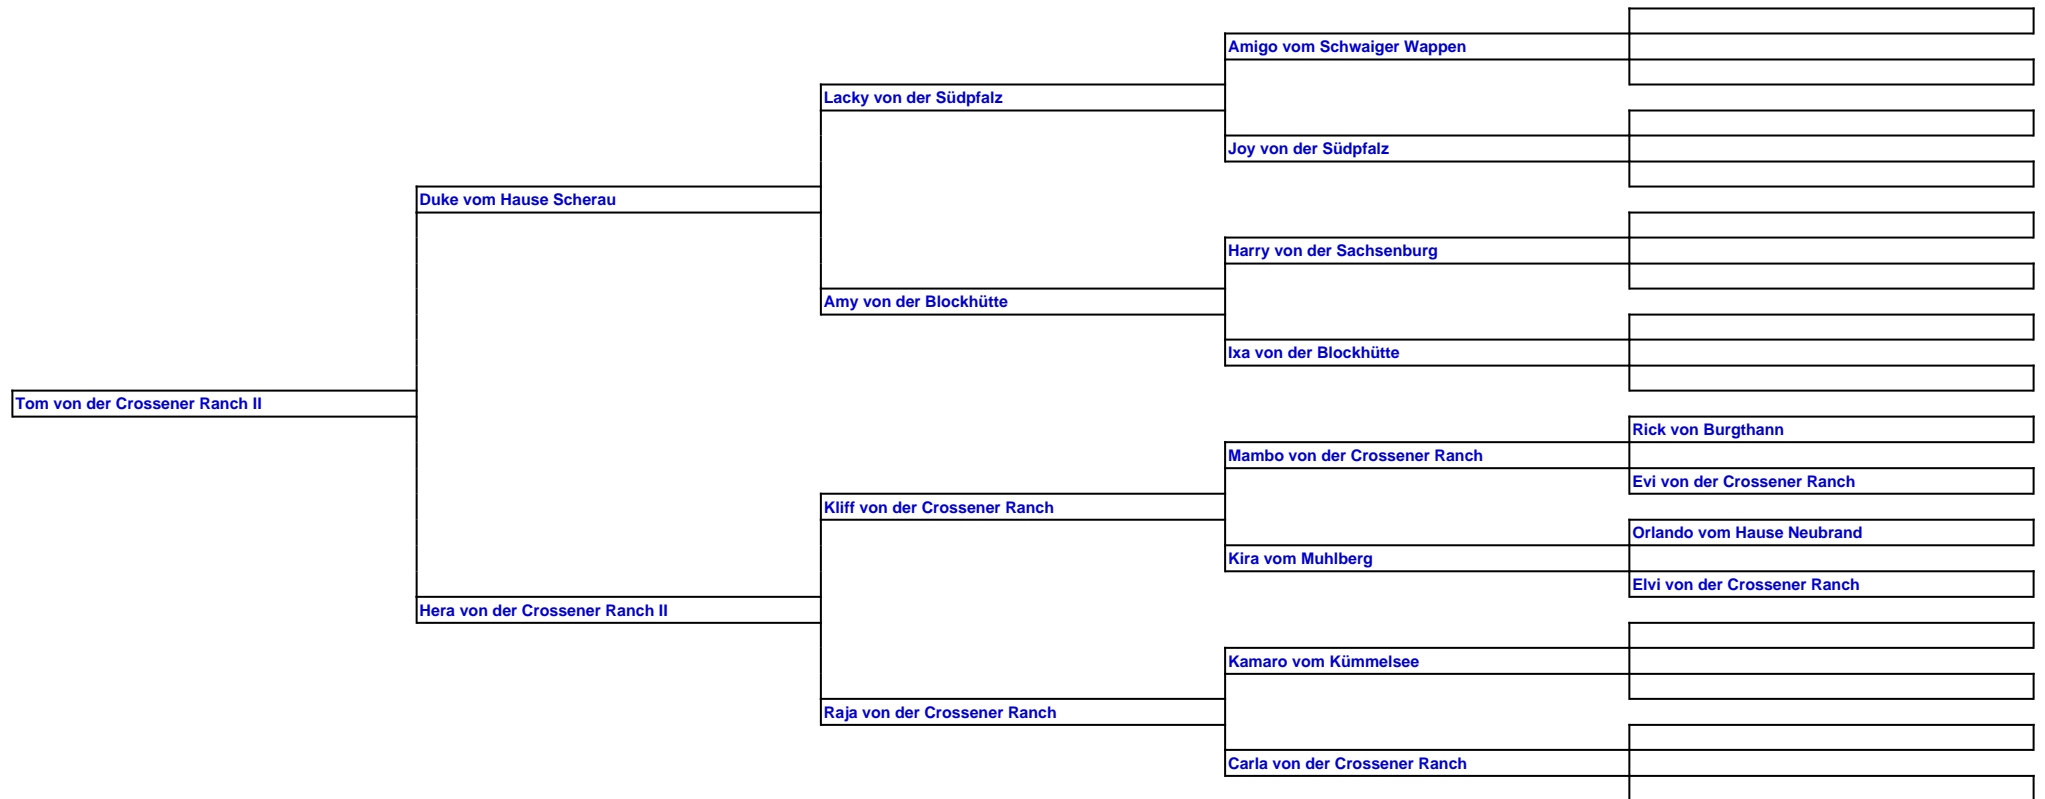 Amigo vom Schwaiger Wappen
Lacky von der Südpfalz
Joy von der Südpfalz
Duke vom Hause Scherau
Harry von der Sachsenburg
Amy von der Blockhütte
Ixa von der Blockhütte
Tom von der Crossener Ranch II
Rick von Burgthann
Mambo von der Crossener Ranch
Evi von der Crossener Ranch
Kliff von der Crossener Ranch
Orlando vom Hause Neubrand
Kira vom Muhlberg
Elvi von der Crossener Ranch
Hera von der Crossener Ranch II
Kamaro vom Kümmelsee
Raja von der Crossener Ranch
Carla von der Crossener Ranch